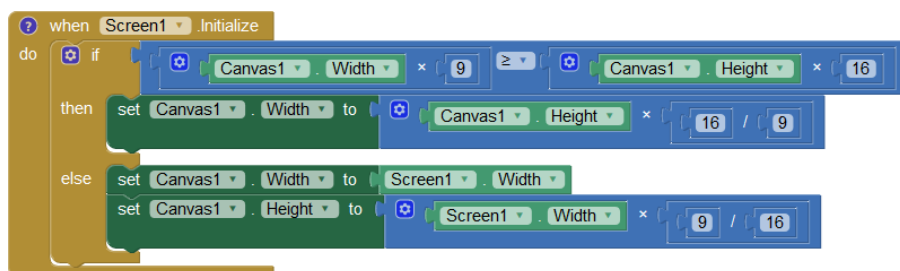 when Screen1 .Initialize
do if Canvas1 . Width × 9 ≥ Canvas1 . Height × 16
then set Canvas1 . Width to Canvas1 . Height × 16 / 9
else set Canvas1 . Width to Screen1 . Width
set Canvas1 . Height to Screen1 . Width × 9 / 16